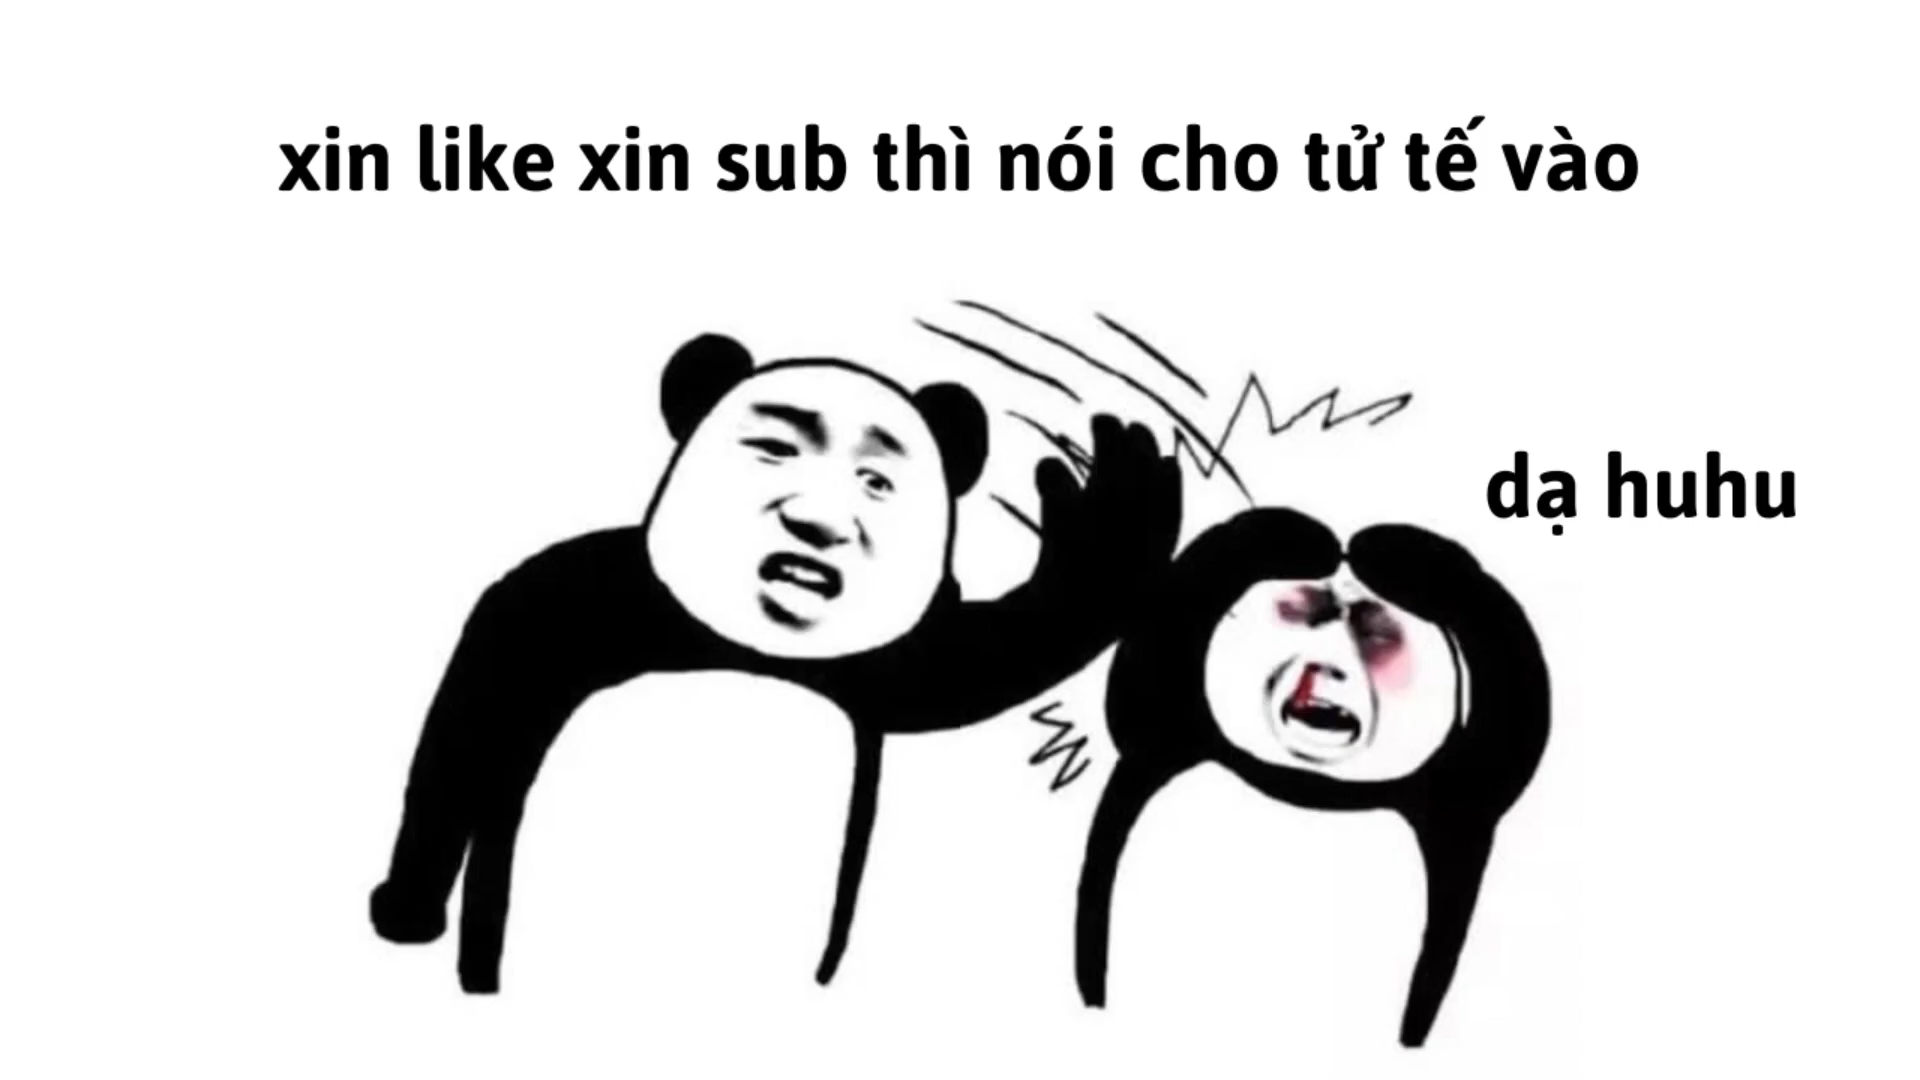 xin like xin sub thì nói cho tử tế vào
dạ huhu